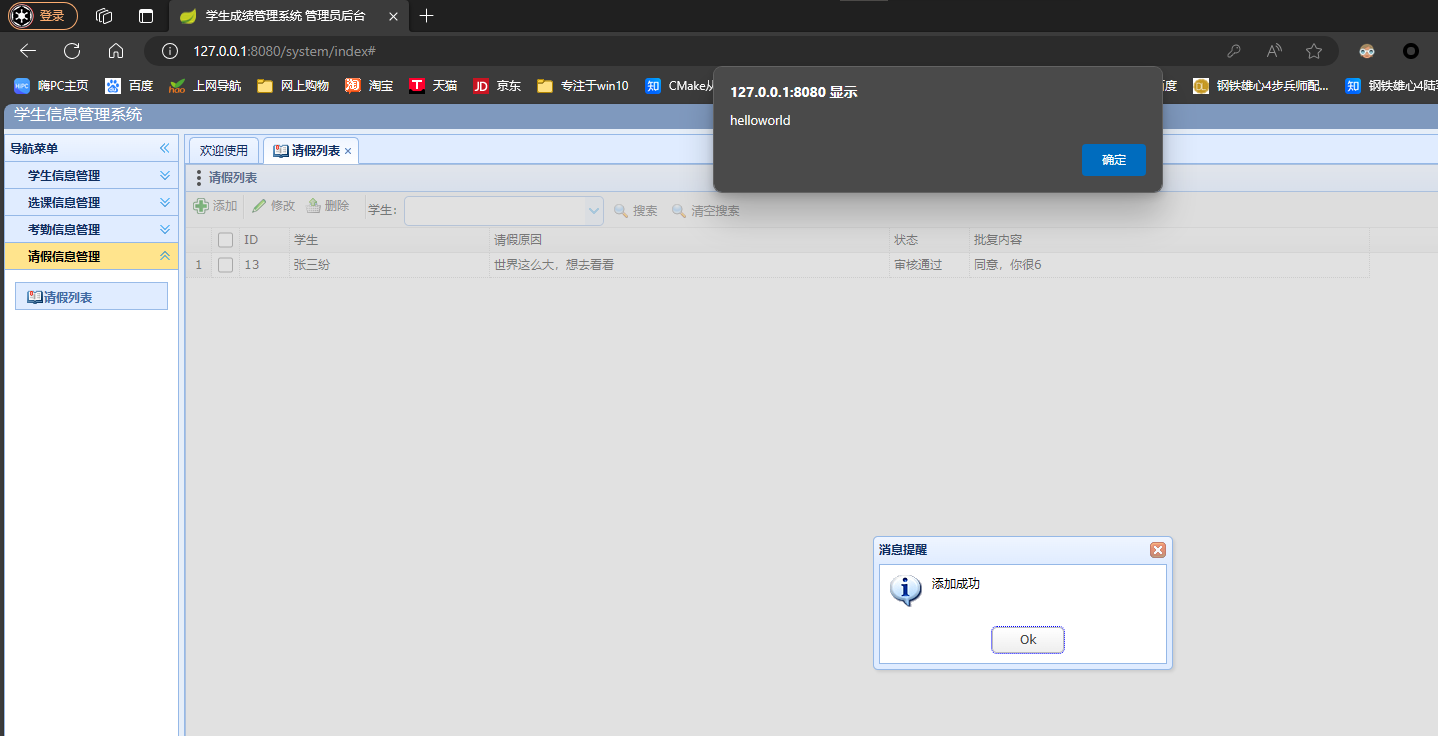 登录
学生成绩管理系统 管理员后台
127.0.0.1:8080/system/index#
嗨PC主页 百度 上网导航 网上购物 淘宝 天猫 京东 专注于win10 CMake 度 钢铁雄心4步兵师配... 钢铁雄心4陆
127.0.0.1:8080 显示
helloworld
确定
学生信息管理系统
导航菜单
学生信息管理
选课信息管理
考勤信息管理
请假信息管理
请假列表
欢迎使用 请假列表
请假列表
添加 修改 删除 学生: 搜索 清空搜索
ID 学生 请假原因 状态 批复内容
1 13 张三纷 世界这么大，想去看看 审核通过 同意，你很6
消息提醒
添加成功
Ok